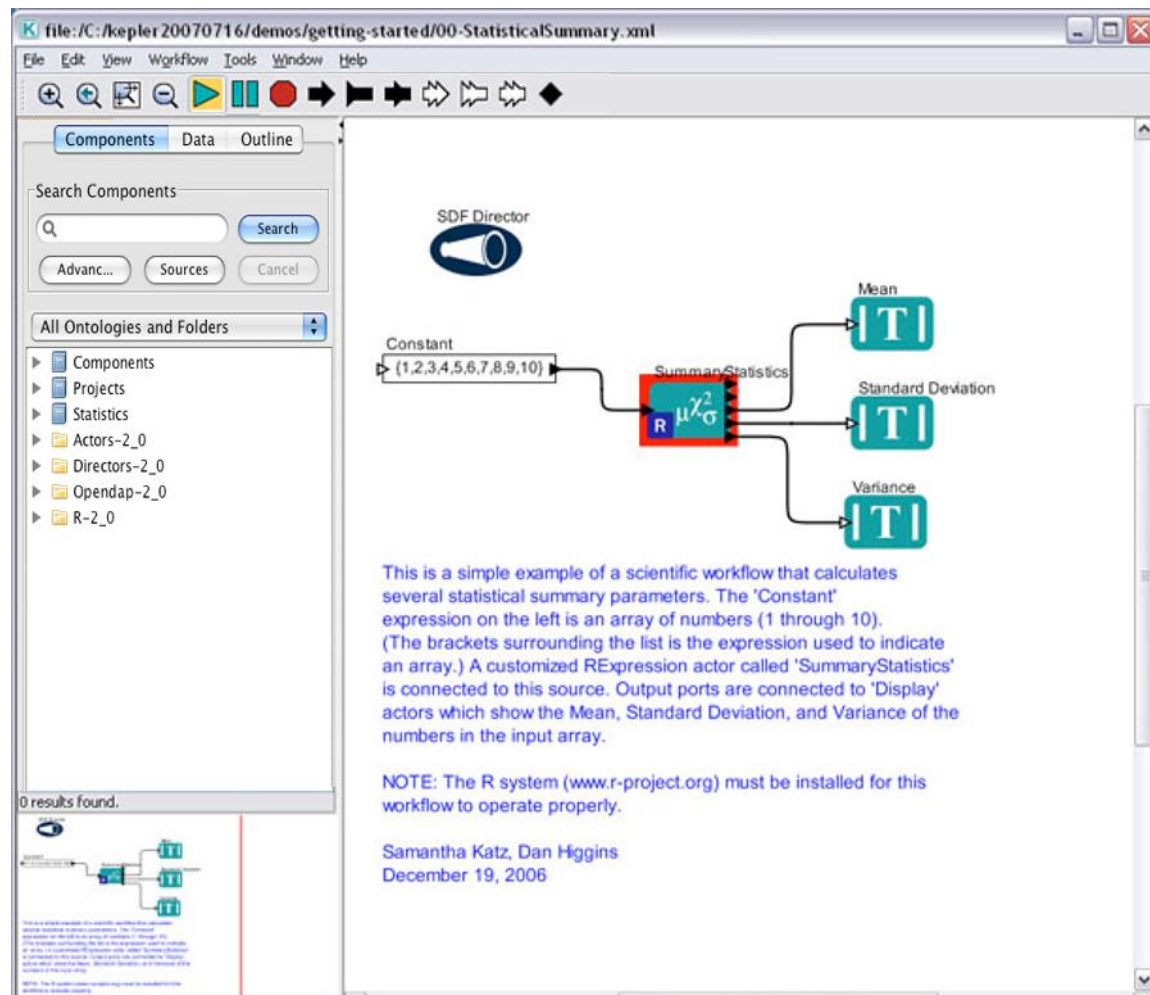 file:/C:/kepler20070716/demos/getting-started/00-StatisticalSummary.xml
File Edit View Workflow Tools Window Help
Components Data Outline
Search Components
Search
Advanc... Sources Cancel
All Ontologies and Folders
Components
Projects
Statistics
Actors-2_0
Directors-2_0
Opendap-2_0
R-2_0
0 results found.
SDF Director
Constant
{1,2,3,4,5,6,7,8,9,10}
SummaryStatistics
R μχ²σ
Mean
T
Standard Deviation
T
Variance
T
This is a simple example of a scientific workflow that calculates
several statistical summary parameters. The 'Constant'
expression on the left is an array of numbers (1 through 10).
(The brackets surrounding the list is the expression used to indicate
an array.) A customized RExpression actor called 'SummaryStatistics'
is connected to this source. Output ports are connected to 'Display'
actors which show the Mean, Standard Deviation, and Variance of the
numbers in the input array.
NOTE: The R system (www.r-project.org) must be installed for this
workflow to operate properly.
Samantha Katz, Dan Higgins
December 19, 2006